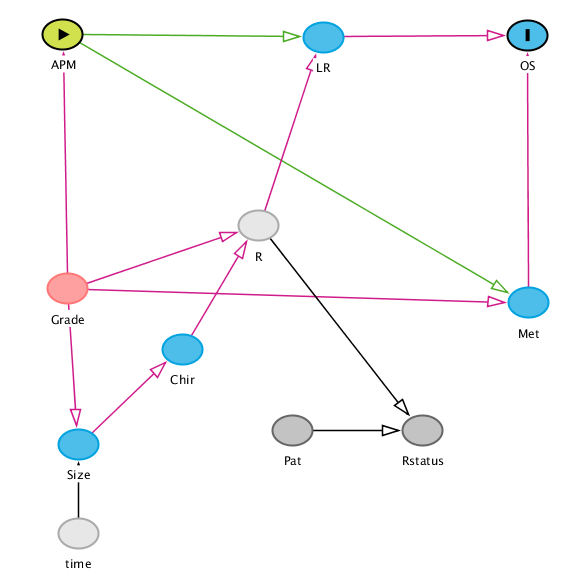 APM
LR
OS
R
Grade
Met
Chir
Size
Pat
Rstatus
time